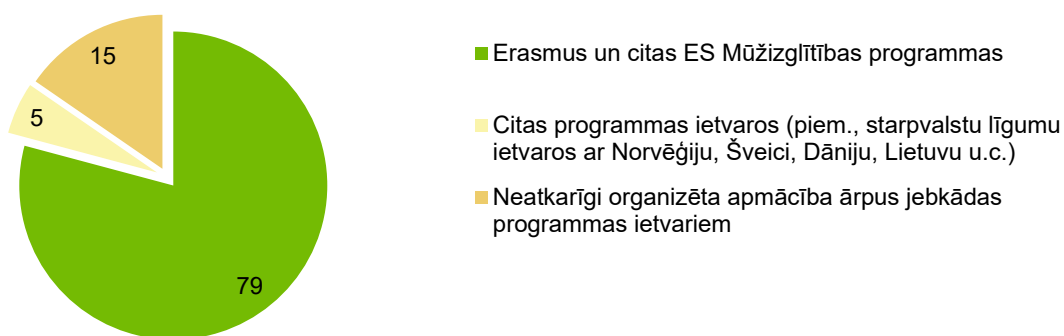 15
5
79
Erasmus un citas ES Mūžizglītības programmas
Citas programmas ietvaros (piem., starpvalstu līgumu
ietvaros ar Norvēģiju, Šveici, Dāniju, Lietuvu u.c.)
Neatkarīgi organizēta apmācība ārpus jebkādas
programmas ietvariem